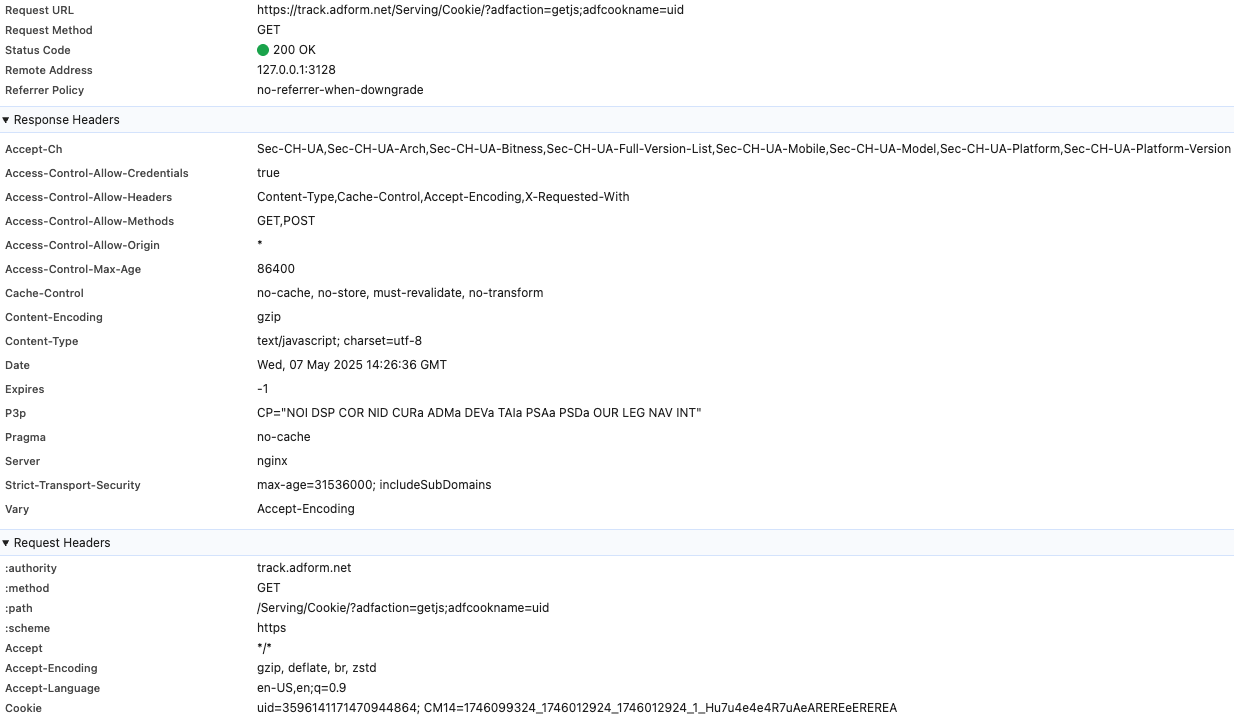 Request URL https://track.adform.net/Serving/Cookie/?adfaction=getjs;adfcookname=uid
Request Method GET
Status Code 200 OK
Remote Address 127.0.0.1:3128
Referrer Policy no-referrer-when-downgrade
Response Headers
Accept-Ch Sec-CH-UA,Sec-CH-UA-Arch,Sec-CH-UA-Bitness,Sec-CH-UA-Full-Version-List,Sec-CH-UA-Mobile,Sec-CH-UA-Model,Sec-CH-UA-Platform,Sec-CH-UA-Platform-Version
Access-Control-Allow-Credentials true
Access-Control-Allow-Headers Content-Type,Cache-Control,Accept-Encoding,X-Requested-With
Access-Control-Allow-Methods GET,POST
Access-Control-Allow-Origin *
Access-Control-Max-Age 86400
Cache-Control no-cache, no-store, must-revalidate, no-transform
Content-Encoding gzip
Content-Type text/javascript; charset=utf-8
Date Wed, 07 May 2025 14:26:36 GMT
Expires -1
P3p CP="NOI DSP COR NID CURa ADMa DEVa TAIa PSAa PSDa OUR LEG NAV INT"
Pragma no-cache
Server nginx
Strict-Transport-Security max-age=31536000; includeSubDomains
Vary Accept-Encoding
Request Headers
:authority track.adform.net
:method GET
:path /Serving/Cookie/?adfaction=getjs;adfcookname=uid
:scheme https
Accept */*
Accept-Encoding gzip, deflate, br, zstd
Accept-Language en-US,en;q=0.9
Cookie uid=3596141171470944864; CM14=1746099324_1746012924_1746012924_1_Hu7u4e4e4R7uAeAREREeEREREA